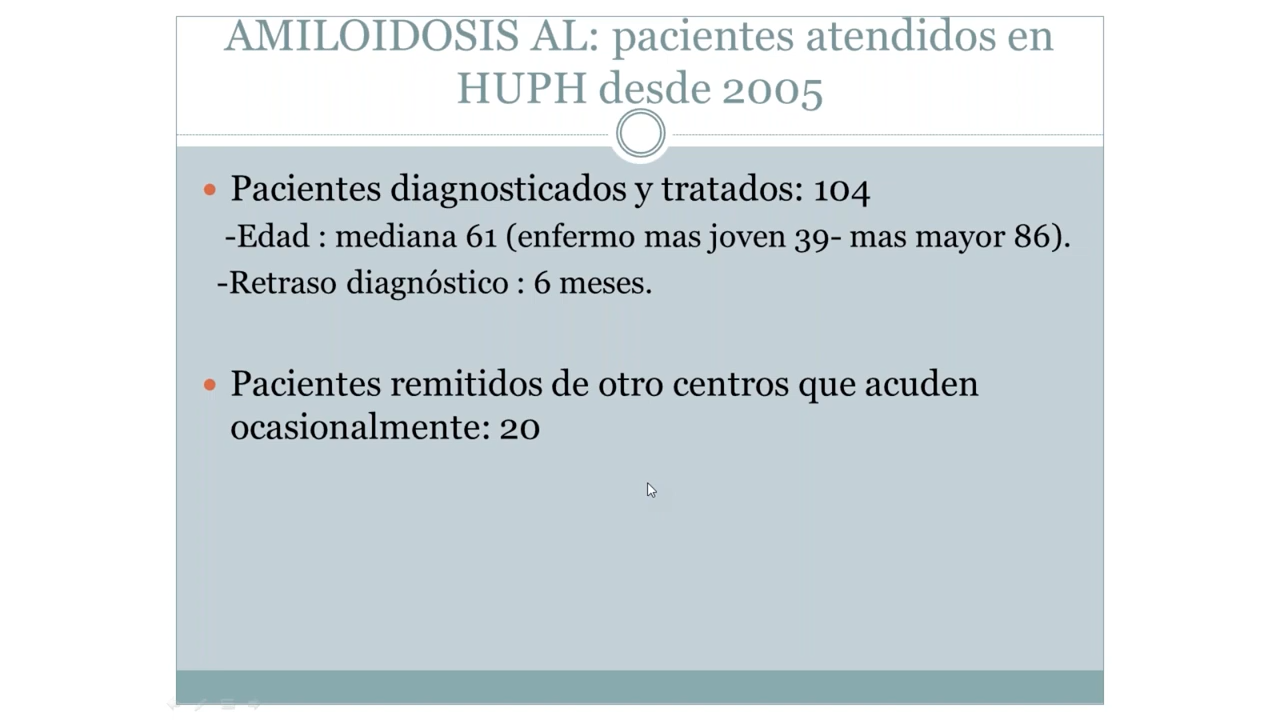 AMILOIDOSIS AL: pacientes atendidos en
HUPH desde 2005
Pacientes diagnosticados y tratados: 104
-Edad : mediana 61 (enfermo mas joven 39- mas mayor 86).
-Retraso diagnóstico : 6 meses.
Pacientes remitidos de otro centros que acuden
ocasionalmente: 20